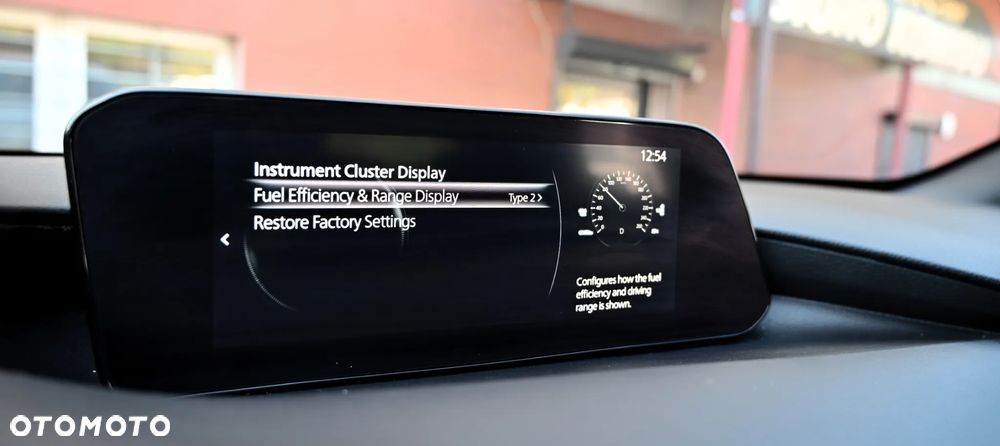 12:54
Instrument Cluster Display
Fuel Efficiency & Range Display Type 2 >
Restore Factory Settings
<
D
Configures how the fuel
efficiency and driving
range is shown.
OTOMOTO